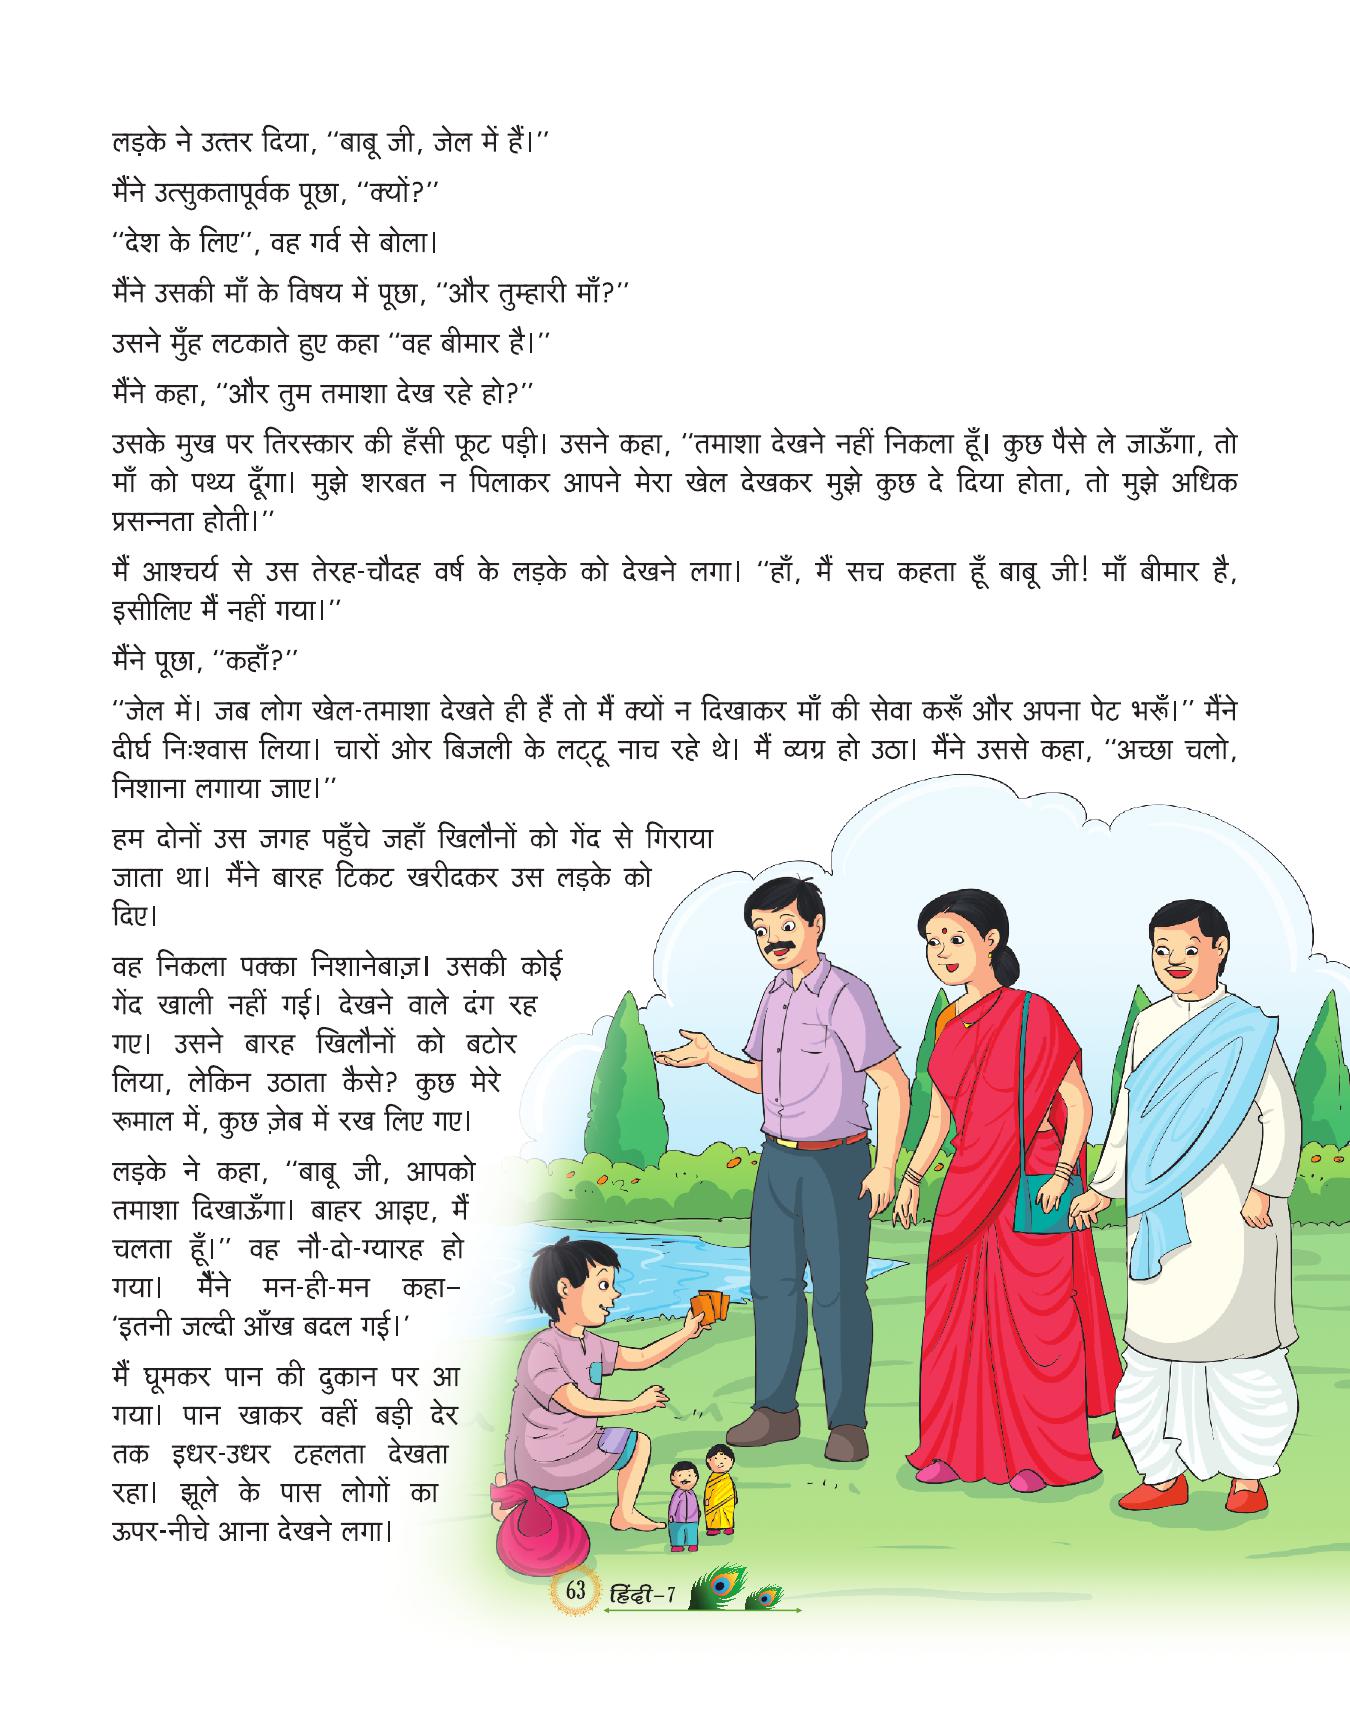 लड़के ने उत्तर दिया, ‘‘बाबू जी, जेल में हैं।’’
मैंने उत्सुकतापूर्वक पूछा, ‘‘क्यों?’’
‘‘देश के लिए’’, वह गर्व से बोला।
मैंने उसकी माँ के विषय में पूछा, ‘‘और तुम्हारी माँ?’’
उसने मुँह लटकाते हुए कहा ‘‘वह बीमार है।’’
मैंने कहा, ‘‘और तुम तमाशा देख रहे हो?’’
उसके मुख पर तिरस्कार की हँसी फूट पड़ी। उसने कहा, ‘‘तमाशा देखने नहीं निकला हूँ। कुछ पैसे ले जाऊँगा, तो
माँ को पथ्य दूँगा। मुझे शरबत न पिलाकर आपने मेरा खेल देखकर मुझे कुछ दे दिया होता, तो मुझे अधिक
प्रसन्नता होती।’’
मैं आश्चर्य से उस तेरह-चौदह वर्ष के लड़के को देखने लगा। ‘‘हाँ, मैं सच कहता हूँ बाबू जी! माँ बीमार है,
इसीलिए मैं नहीं गया।’’
मैंने पूछा, ‘‘कहाँ?’’
‘‘जेल में। जब लोग खेल-तमाशा देखते ही हैं तो मैं क्यों न दिखाकर माँ की सेवा करूँ और अपना पेट भरूँ।’’ मैंने
दीर्घ निःश्वास लिया। चारों ओर बिजली के लट्टू नाच रहे थे। मैं व्यग्र हो उठा। मैंने उससे कहा, ‘‘अच्छा चलो,
निशाना लगाया जाए।’’
हम दोनों उस जगह पहुँचे जहाँ खिलौनों को गेंद से गिराया
जाता था। मैंने बारह टिकट खरीदकर उस लड़के को
दिए।
वह निकला पक्का निशानेबाज़। उसकी कोई
गेंद खाली नहीं गई। देखने वाले दंग रह
गए। उसने बारह खिलौनों को बटोर
लिया, लेकिन उठाता कैसे? कुछ मेरे
रूमाल में, कुछ ज़ेब में रख लिए गए।
लड़के ने कहा, ‘‘बाबू जी, आपको
तमाशा दिखाऊँगा। बाहर आइए, मैं
चलता हूँ।’’ वह नौ-दो-ग्यारह हो
गया। मैंने मन-ही-मन कहा–
‘इतनी जल्दी आँख बदल गई।’
मैं घूमकर पान की दुकान पर आ
गया। पान खाकर वहीं बड़ी देर
तक इधर-उधर टहलता देखता
रहा। झूले के पास लोगों का
ऊपर-नीचे आना देखने लगा।
63 हिंदी–7